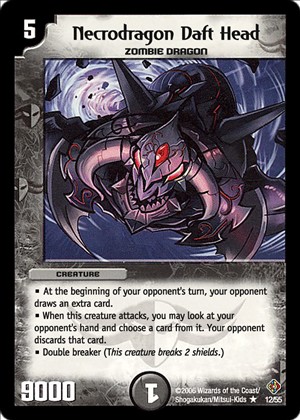 5 Necrodragon Daft Head
ZOMBIE DRAGON
CREATURE
▪ At the beginning of your opponent's turn, your opponent
draws an extra card.
▪ When this creature attacks, you may look at your
opponent's hand and choose a card from it. Your opponent
discards that card.
▪ Double breaker (This creature breaks 2 shields.)
9000
1
©2006 Wizards of the Coast/
Shogakukan/Mitsui-Kids ★ 12/55